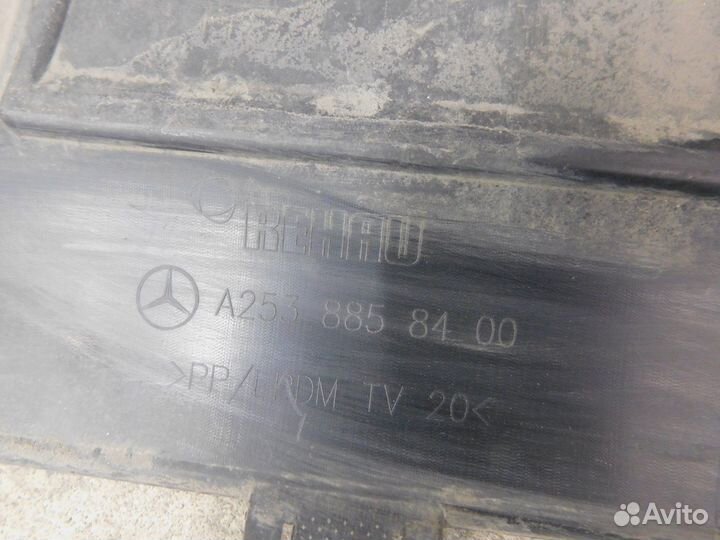 REHAU
A253 885 84 00
>PP/EPDM TV 20<
Avito